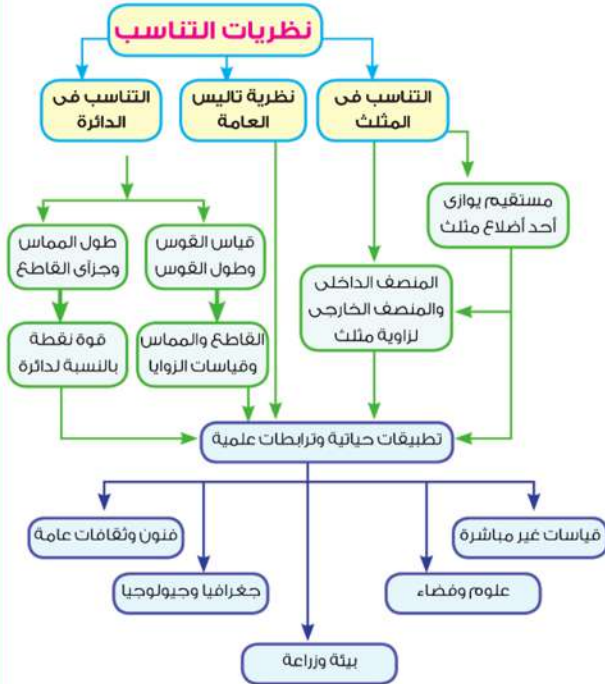 نظريات التناسب
التناسب فى
المثلث
نظرية تاليس
العامة
التناسب فى
الدائرة
مستقيم يوازى
أحد أضلاع مثلث
المنصف الداخلى
والمنصف الخارجى
لزاوية مثلث
قياس القوس
وطول القوس
طول المماس
وجزآى القاطع
القاطع والمماس
وقياسات الزوايا
قوة نقطة
بالنسبة لدائرة
تطبيقات حياتية وترابطات علمية
قياسات غير مباشرة
فنون وثقافات عامة
علوم وفضاء
جغرافيا وجيولوجيا
بيئة وزراعة